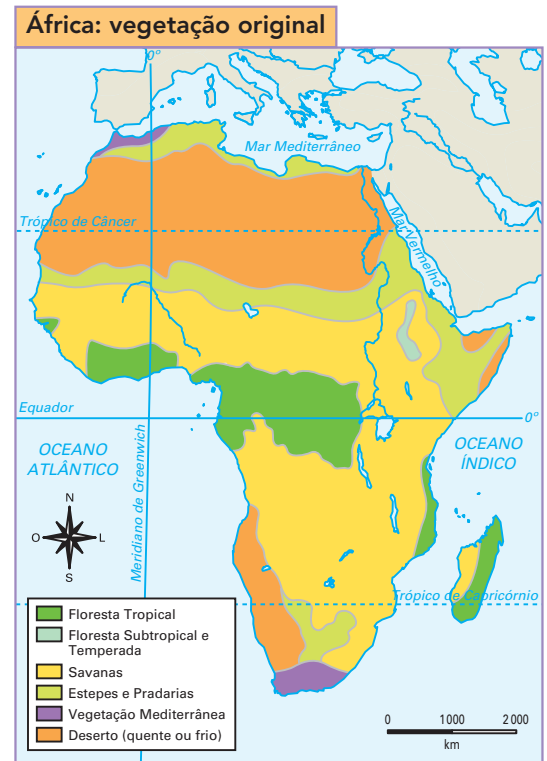 África: vegetação original
0°
Mar Mediterrâneo
Trópico de Câncer
Mar Vermelho
Equador
0°
OCEANO
ATLÂNTICO
OCEANO
ÍNDICO
Meridiano de Greenwich
N
O
L
S
Trópico de Capricórnio
Floresta Tropical
Floresta Subtropical e
Temperada
Savanas
Estepes e Pradarias
Vegetação Mediterrânea
Deserto (quente ou frio)
0 1000 2000
km